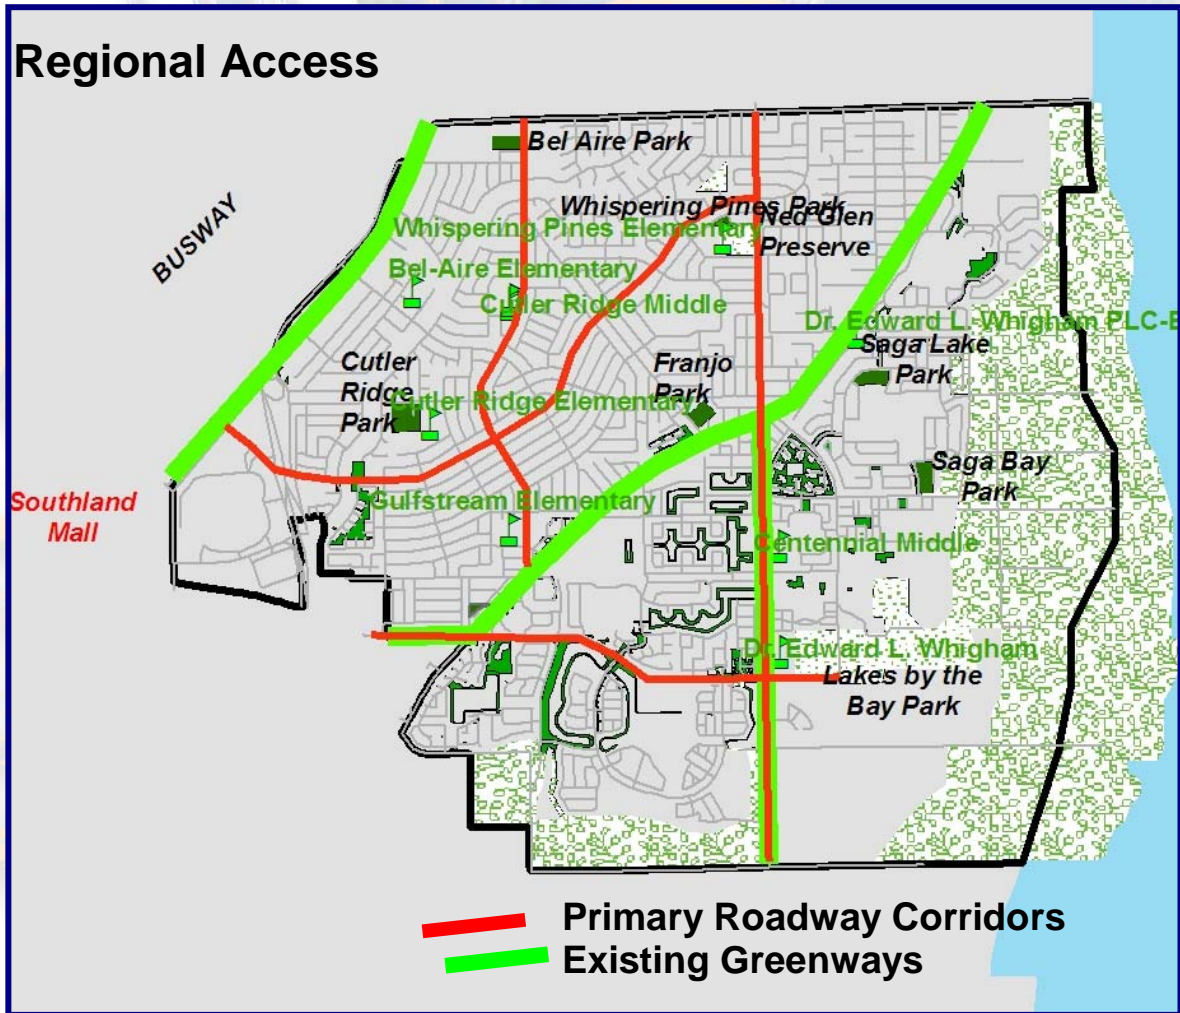 Regional Access
BUSWAY
Bel Aire Park
Whispering Pines Park
Ned Glen
Preserve
Whispering Pines Elementary
Bel-Aire Elementary
Cutler Ridge Middle
Dr. Edward L. Whigham PLC-E
Saga Lake
Park
Cutler
Ridge
Park
Franjo
Park
Cutler Ridge Elementary
Saga Bay
Park
Southland
Mall
Gulfstream Elementary
Centennial Middle
Dr. Edward L. Whigham
Lakes by the
Bay Park
Primary Roadway Corridors
Existing Greenways